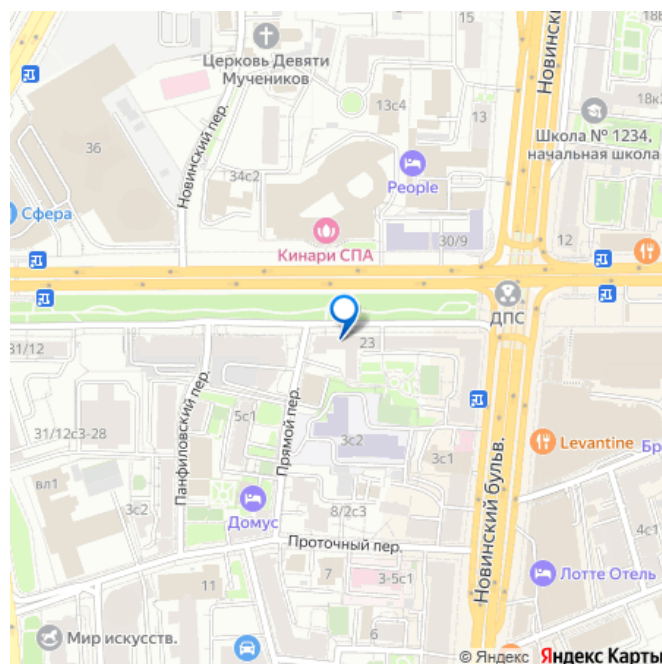 15
Новинский
18к
Церковь Девяти
Мучеников
13с4
13
Школа № 1234,
начальная школа
36
Новинский пер.
34с2
People
Сфера
30/9
12
Кинари СПА
ДПС
23
31/12
Панфиловский пер.
5с1
Прямой пер.
Levantine
Бр
31/12с3-28
3с2
3с1
вл1
3с2
Домус
8/2с3
Новинский бульв.
4с1
Проточный пер.
7
3-5с1
11
Лотте Отель
6
Мир искусств.
© Яндекс Яндекс Карты